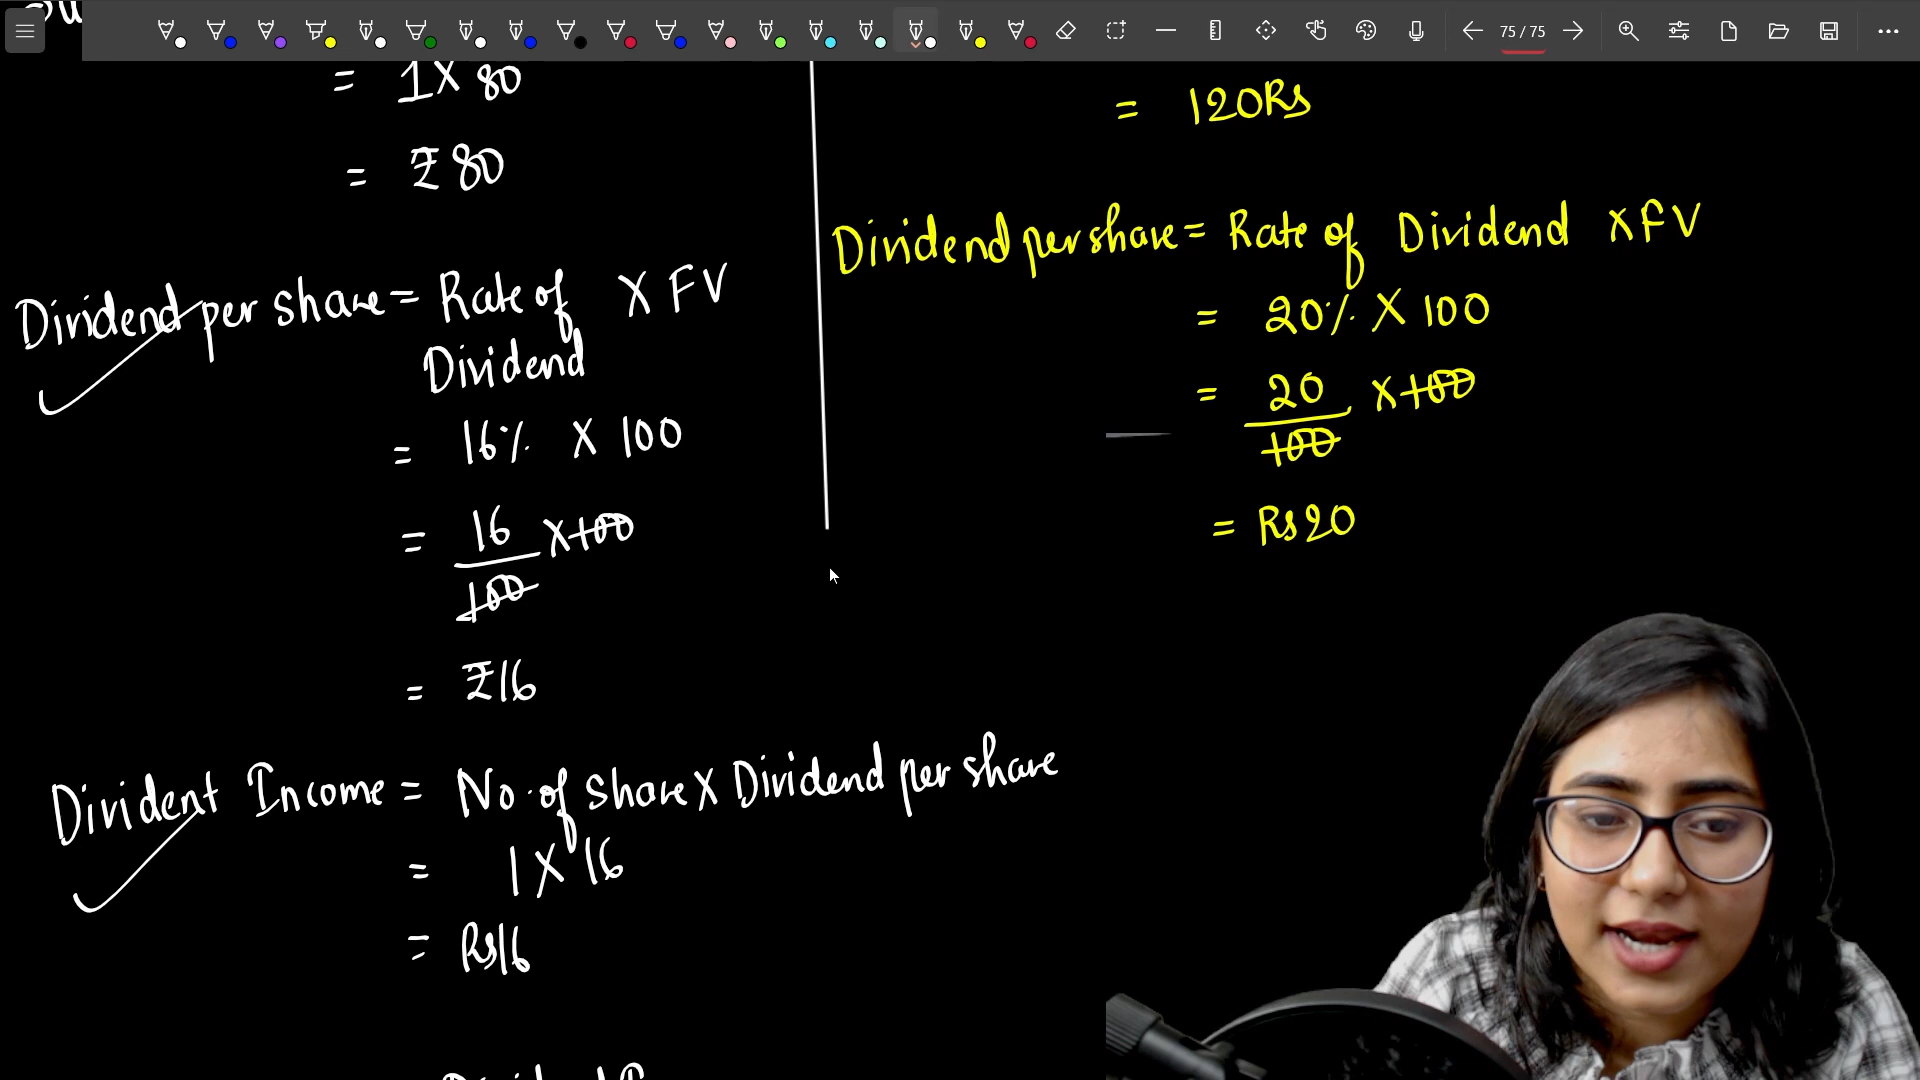 75 / 75
= 1 X 80
= ₹ 80
Dividend per share = Rate of X FV
Dividend
= 16% X 100
= 16 X 100
100
= ₹16
Divident Income = No. of share X Dividend per share
= 1 X 16
= Rs16
= 120Rs
Dividend per share = Rate of Dividend X FV
= 20% X 100
= 20 X 100
100
= Rs 20